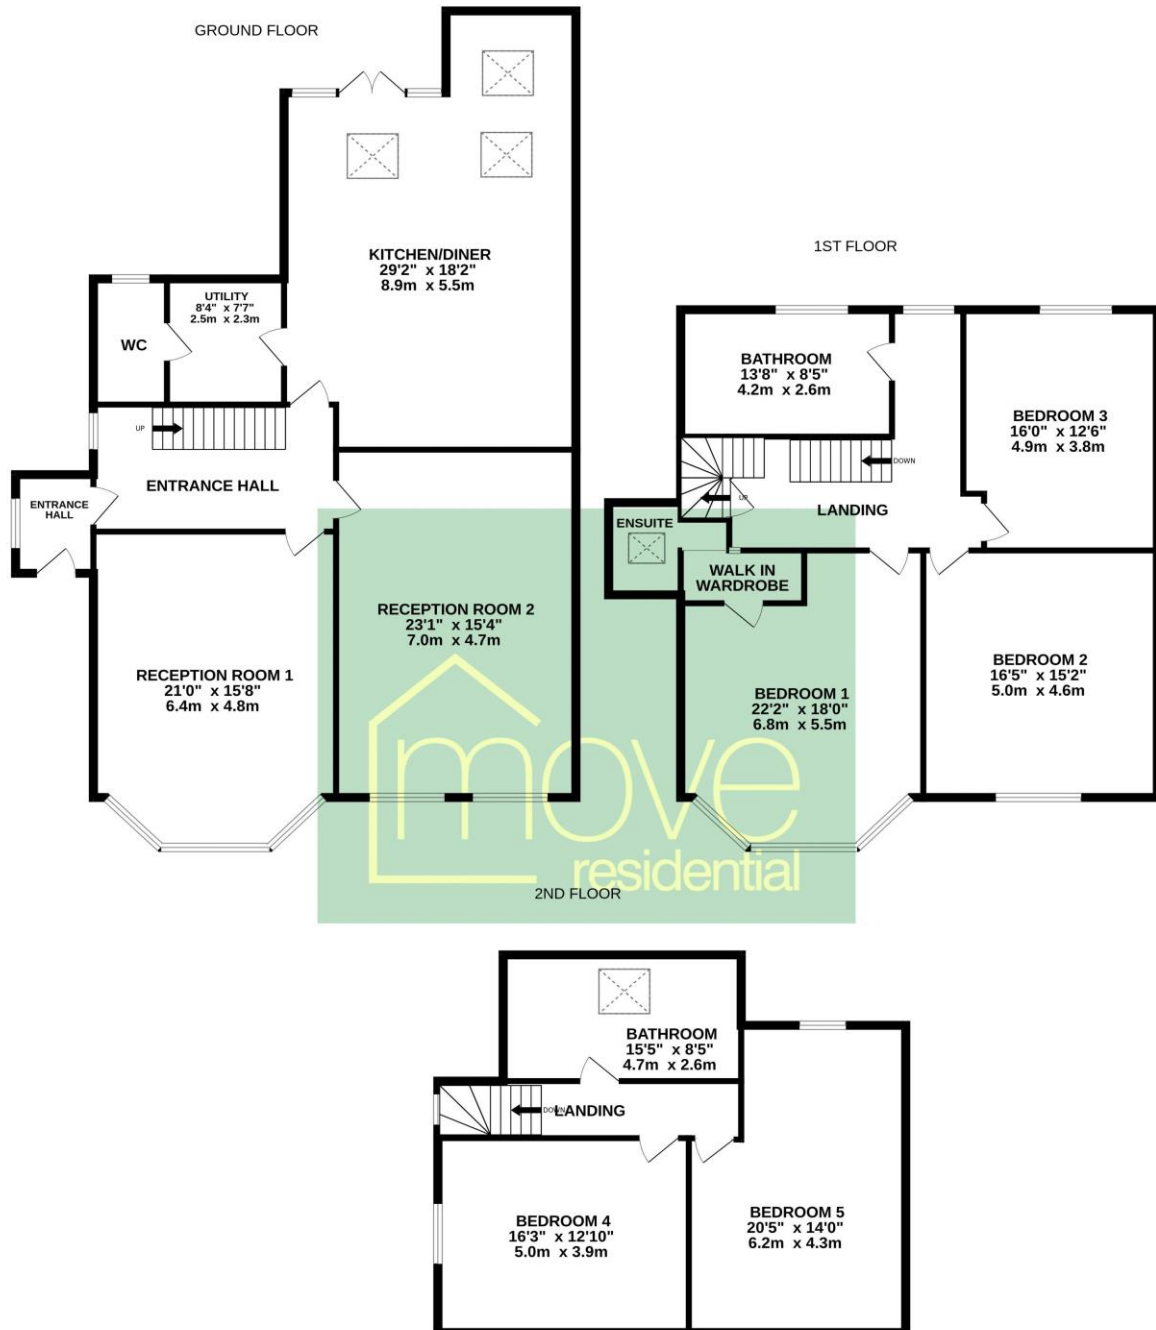 GROUND FLOOR
KITCHEN/DINER
29'2" x 18'2"
8.9m x 5.5m
UTILITY
8'4" x 7'7"
2.5m x 2.3m
WC
UP
ENTRANCE HALL
ENTRANCE
HALL
RECEPTION ROOM 2
23'1" x 15'4"
7.0m x 4.7m
RECEPTION ROOM 1
21'0" x 15'8"
6.4m x 4.8m
1ST FLOOR
BATHROOM
13'8" x 8'5"
4.2m x 2.6m
BEDROOM 3
16'0" x 12'6"
4.9m x 3.8m
DOWN
UP
LANDING
ENSUITE
WALK IN
WARDROBE
BEDROOM 1
22'2" x 18'0"
6.8m x 5.5m
BEDROOM 2
16'5" x 15'2"
5.0m x 4.6m
move
residential
2ND FLOOR
BATHROOM
15'5" x 8'5"
4.7m x 2.6m
DOWN
LANDING
BEDROOM 4
16'3" x 12'10"
5.0m x 3.9m
BEDROOM 5
20'5" x 14'0"
6.2m x 4.3m